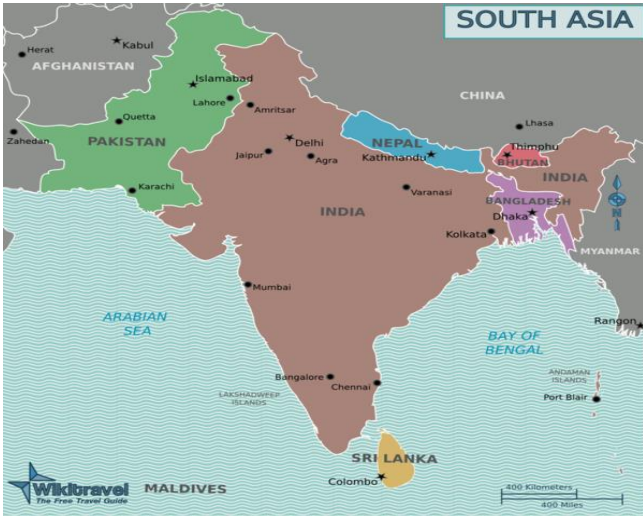 SOUTH ASIA
Herat
Kabul
AFGHANISTAN
Islamabad
CHINA
Lahore
Amritsar
Quetta
Lhasa
Zahedan
PAKISTAN
Delhi
NEPAL
Thimphu
Jaipur
Agra
Kathmandu
BHUTAN
INDIA
Karachi
Varanasi
BANGLADESH
INDIA
Dhaka
N
Kolkata
MYANMAR
Mumbai
ARABIAN
SEA
Rangon
BAY OF
BENGAL
Bangalore
Chennai
ANDAMAN
ISLANDS
LAKSHADWEEP
ISLANDS
Port Blair
SRI LANKA
Colombo
Wikitravel
The Free Travel Guide
MALDIVES
400 Kilometers
400 Miles